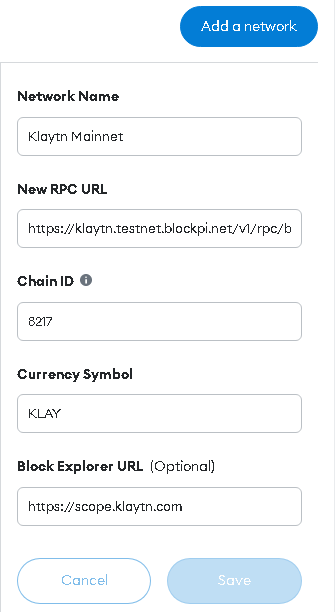 Add a network
Network Name
Klaytn Mainnet
New RPC URL
https://klaytn.testnet.blockpi.net/v1/rpc/b
Chain ID
8217
Currency Symbol
KLAY
Block Explorer URL (Optional)
https://scope.klaytn.com
Cancel Save